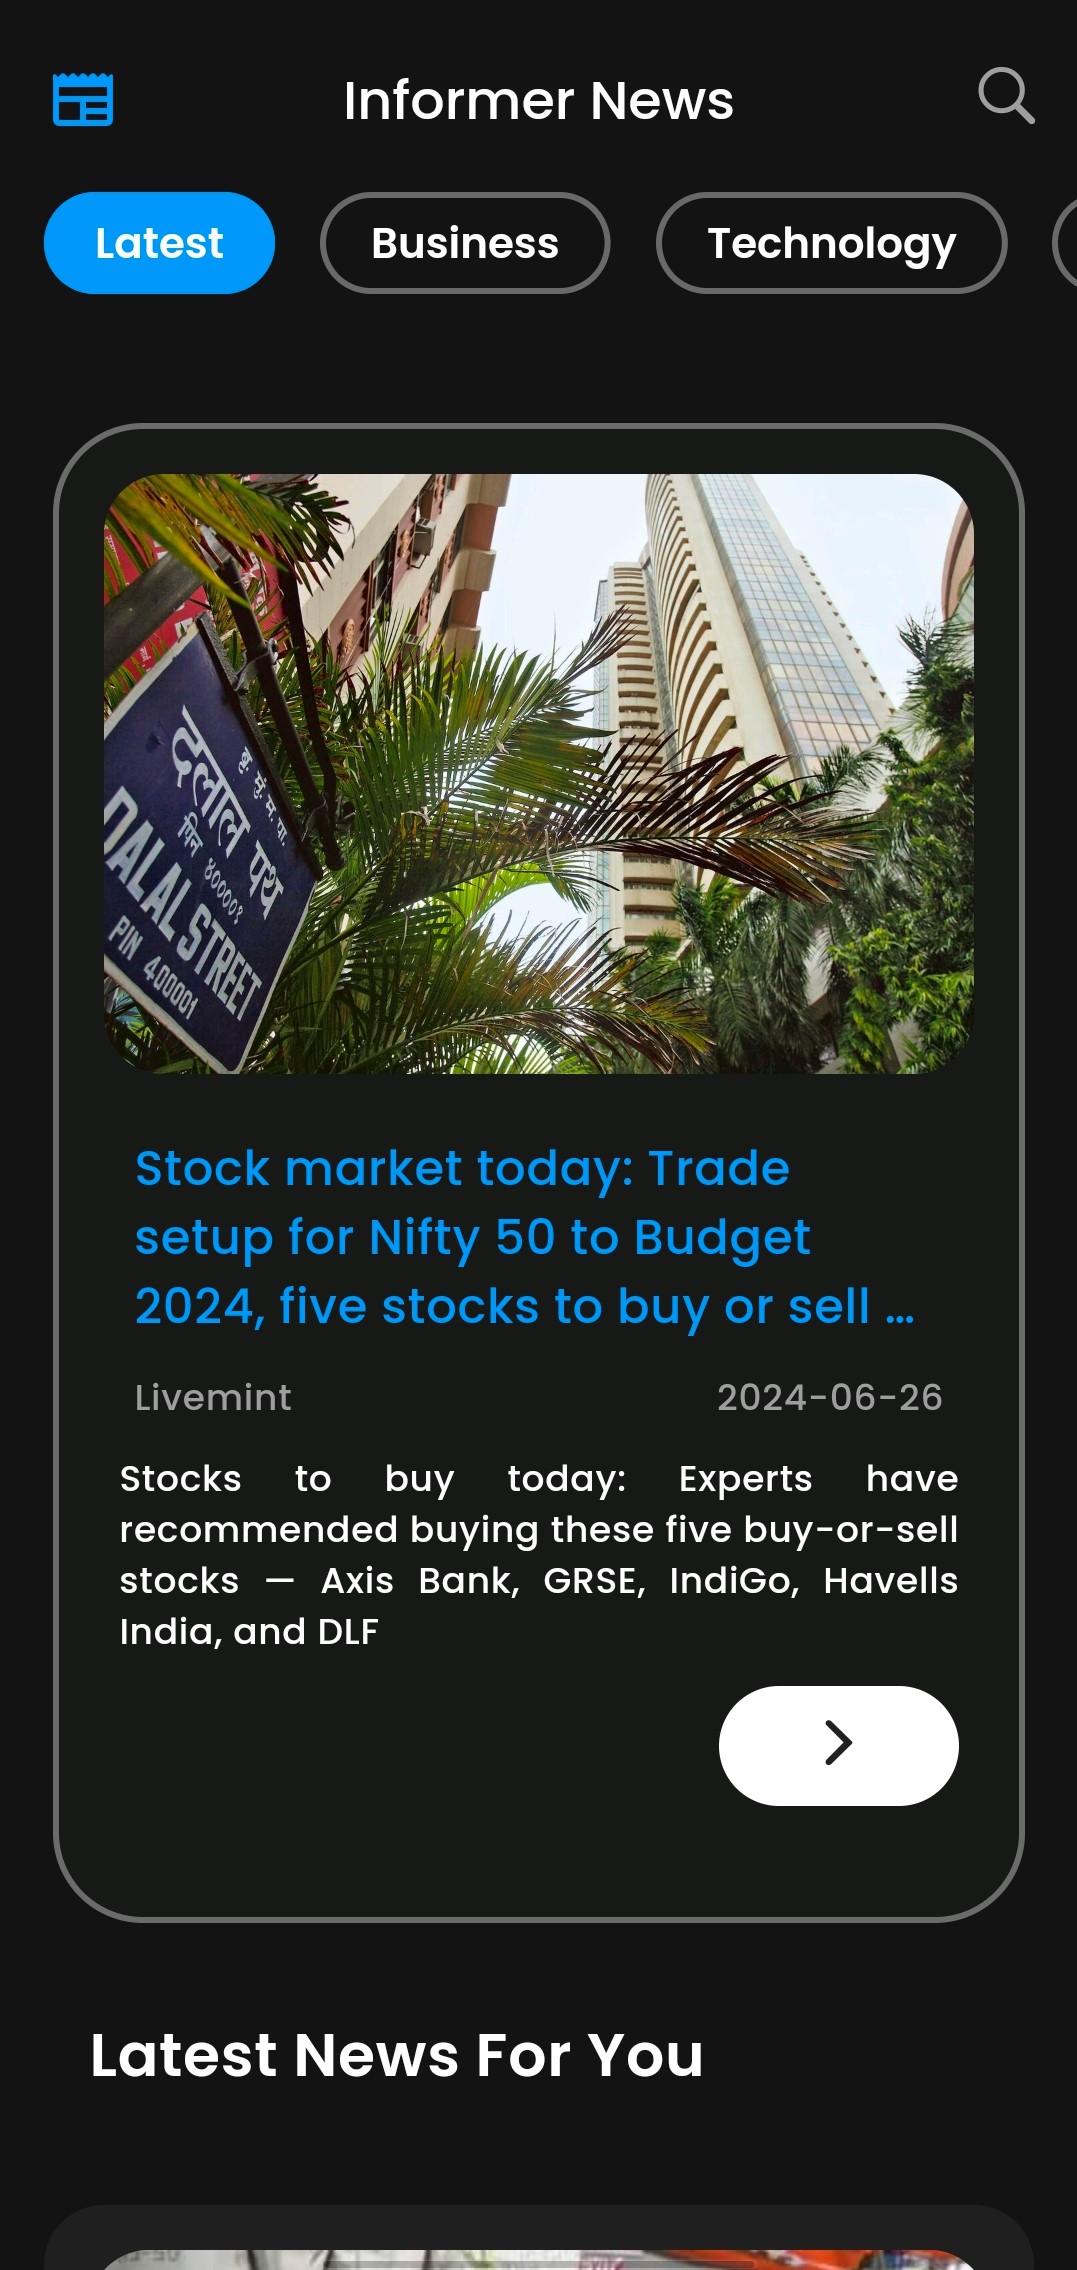 Informer News
Latest
Business
Technology
दलाल पथ
पिन ४००००१
DALAL STREET
PIN 400001
Stock market today: Trade
setup for Nifty 50 to Budget
2024, five stocks to buy or sell ...
Livemint
2024-06-26
Stocks to buy today: Experts have
recommended buying these five buy-or-sell
stocks — Axis Bank, GRSE, IndiGo, Havells
India, and DLF
Latest News For You